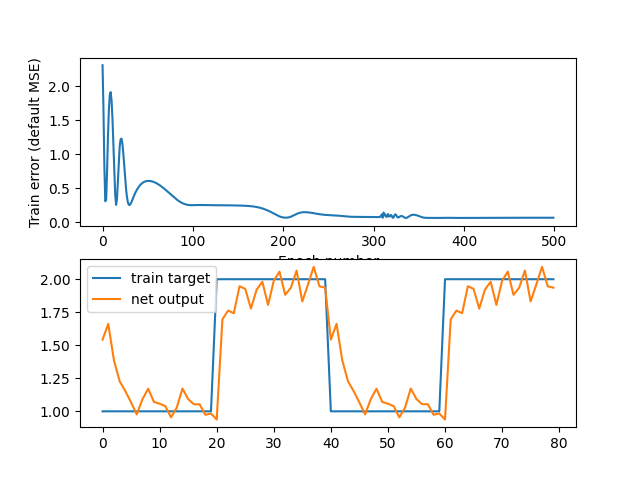 Train error (default MSE)
2.0
1.5
1.0
0.5
0.0
0 100 200 300 400 500
Epoch number
train target
net output
2.00
1.75
1.50
1.25
1.00
0 10 20 30 40 50 60 70 80